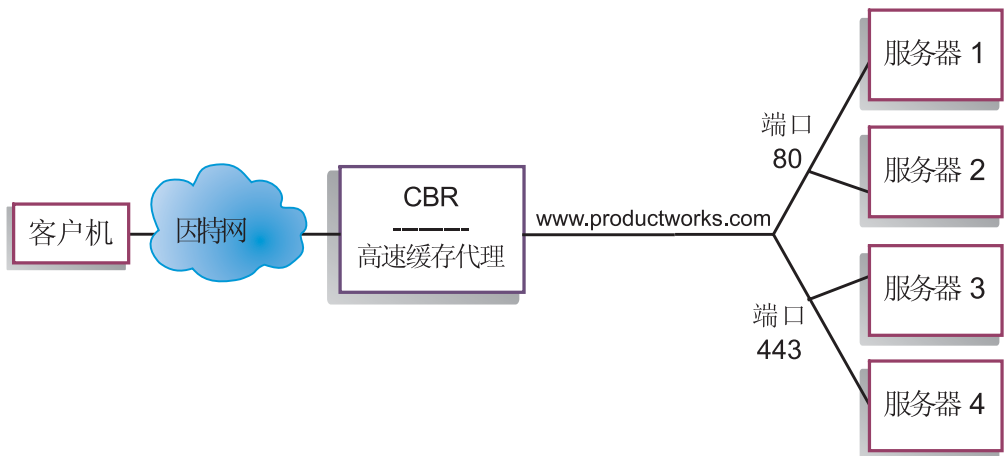 客户机
因特网
CBR
高速缓存代理
www.productworks.com
端口
80
端口
443
服务器 1
服务器 2
服务器 3
服务器 4